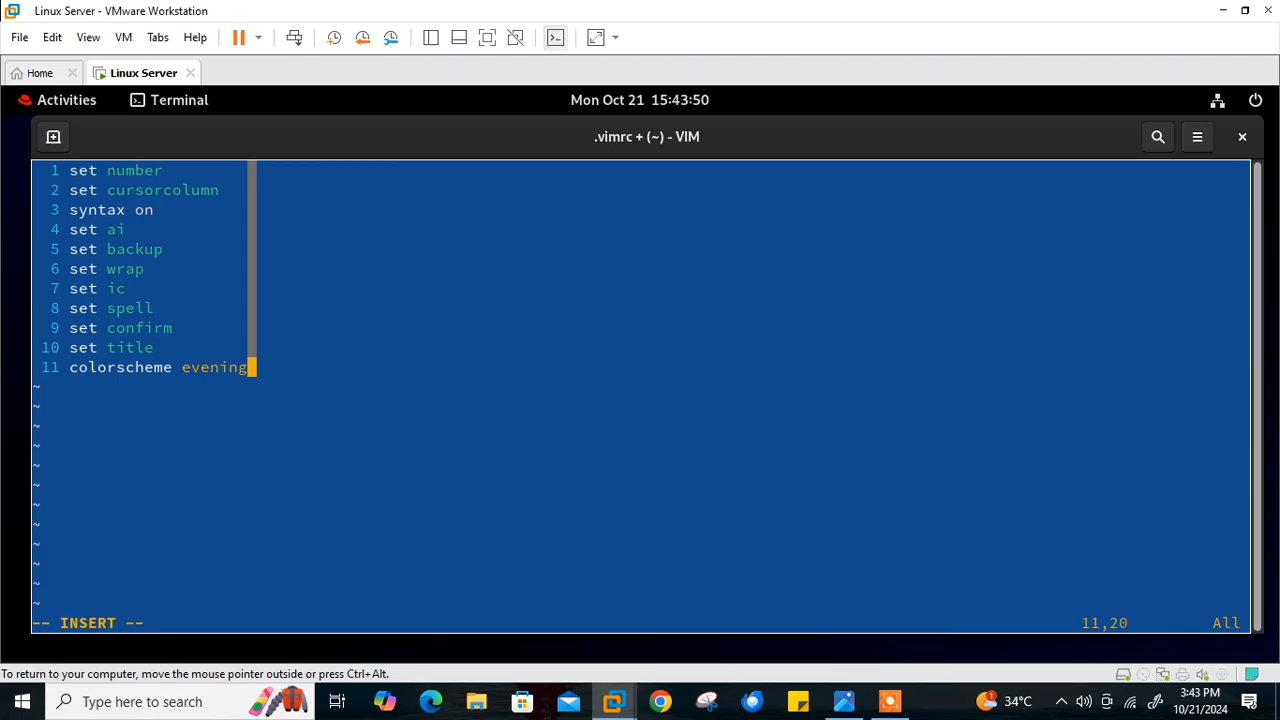 Linux Server - VMware Workstation
File Edit View VM Tabs Help
Home Linux Server
Activities Terminal Mon Oct 21 15:43:50
.vimrc + (~) - VIM
1 set number
2 set cursorcolumn
3 syntax on
4 set ai
5 set backup
6 set wrap
7 set ic
8 set spell
9 set confirm
10 set title
11 colorscheme evening
~
~
~
~
~
~
~
~
~
~
~
~
-- INSERT -- 11,20 All
To return to your computer, move the mouse pointer outside or press Ctrl+Alt.
Type here to search 1 34°C 3:43 PM
10/21/2024